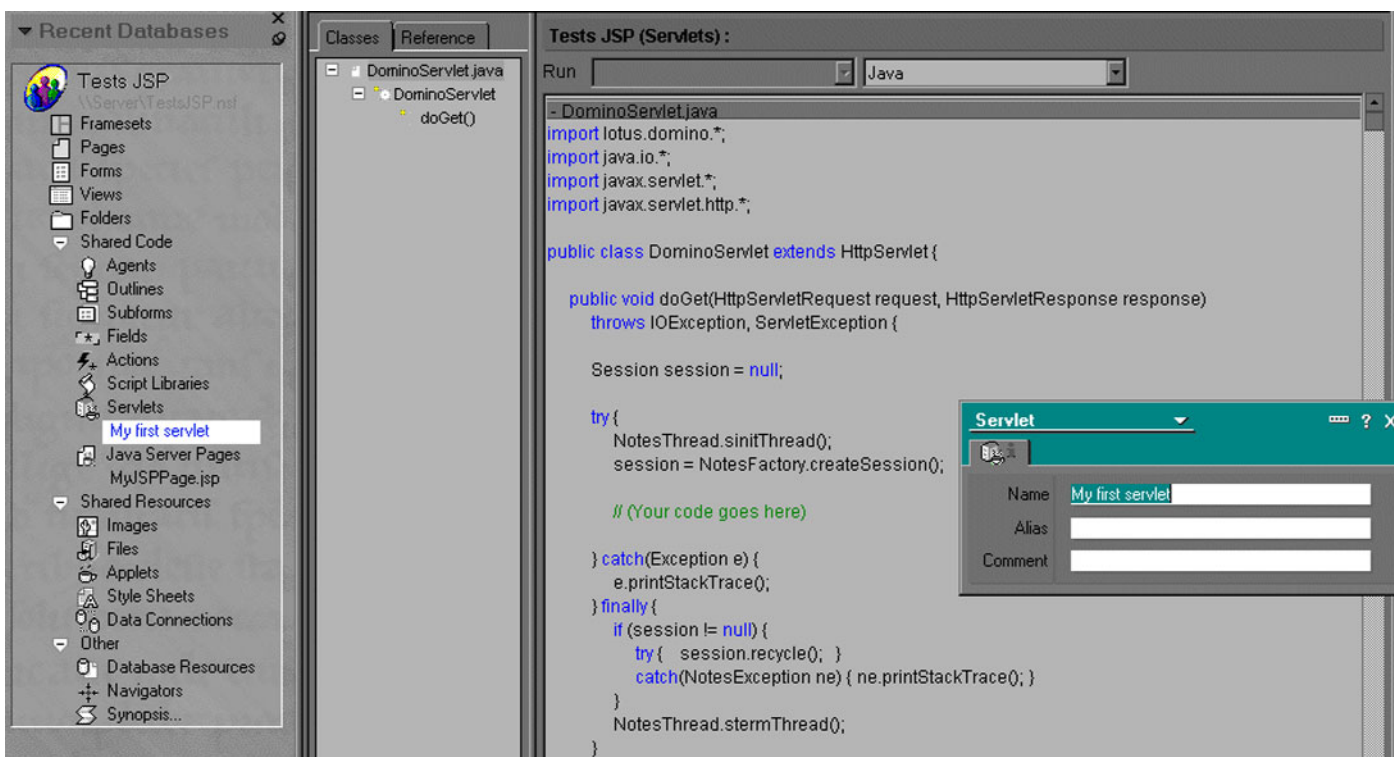 Recent Databases
Tests JSP
\\Server\TestsJSP.nsf
Framesets
Pages
Forms
Views
Folders
Shared Code
Agents
Outlines
Subforms
Fields
Actions
Script Libraries
Servlets
My first servlet
Java Server Pages
MyJSPPage.jsp
Shared Resources
Images
Files
Applets
Style Sheets
Data Connections
Other
Database Resources
Navigators
Synopsis...
Classes Reference
DominoServlet.java
DominoServlet
doGet()
Tests JSP (Servlets) :
Run Java
- DominoServlet.java
import lotus.domino.*;
import java.io.*;
import javax.servlet.*;
import javax.servlet.http.*;
public class DominoServlet extends HttpServlet {
public void doGet(HttpServletRequest request, HttpServletResponse response)
throws IOException, ServletException {
Session session = null;
try {
NotesThread.sinitThread();
session = NotesFactory.createSession();
// (Your code goes here)
} catch(Exception e) {
e.printStackTrace();
} finally {
if (session != null) {
try { session.recycle(); }
catch(NotesException ne) { ne.printStackTrace(); }
}
NotesThread.stermThread();
}
Servlet
Name My first servlet
Alias
Comment